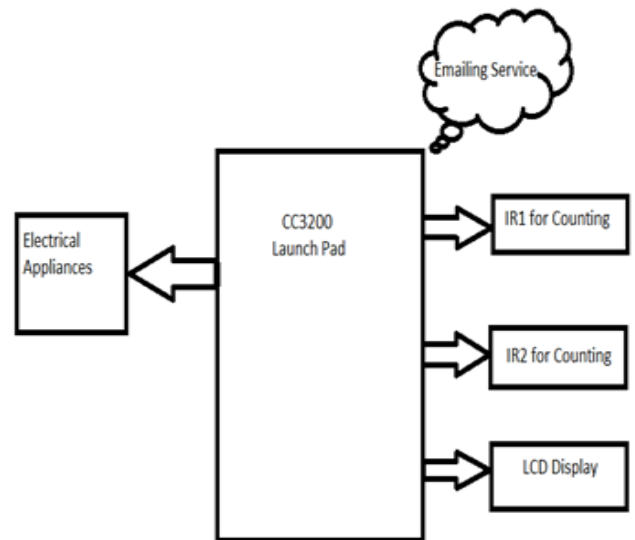 Emailing Service
CC3200
Launch Pad
Electrical
Appliances
IR1 for Counting
IR2 for Counting
LCD Display